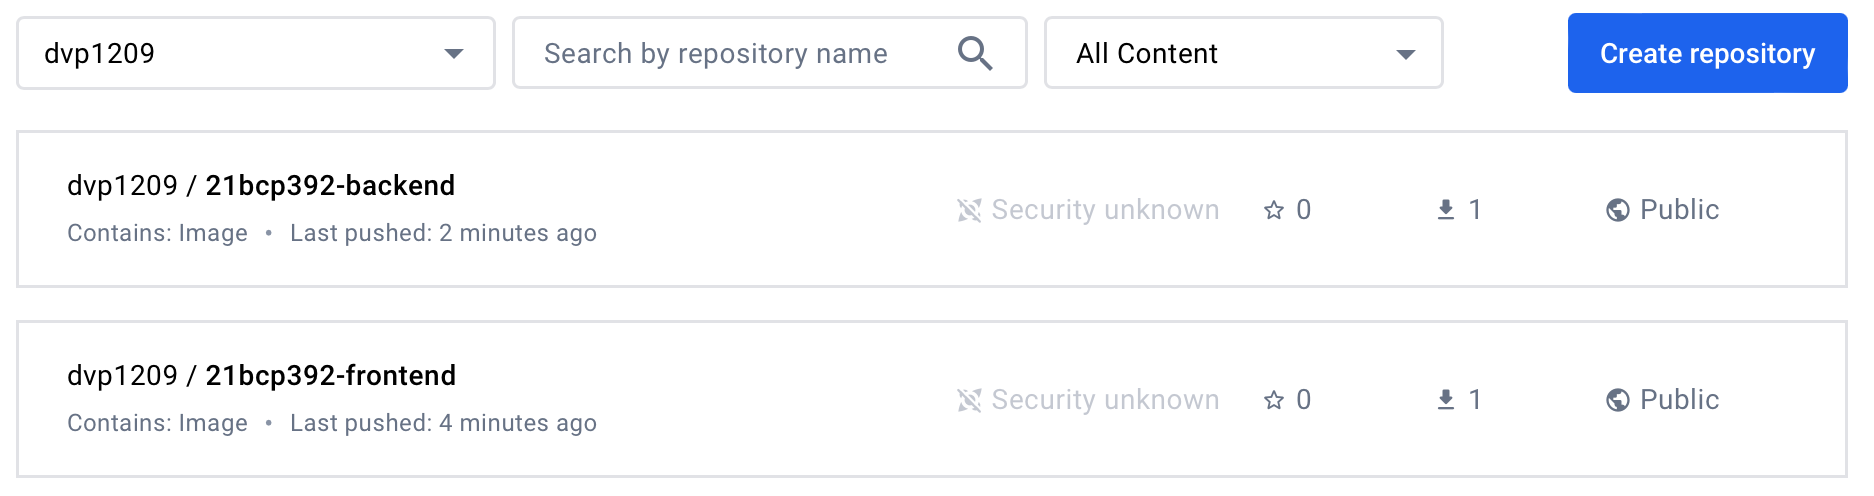 dvp1209
Search by repository name
All Content
Create repository
dvp1209 / 21bcp392-backend
Contains: Image • Last pushed: 2 minutes ago
Security unknown
0
1
Public
dvp1209 / 21bcp392-frontend
Contains: Image • Last pushed: 4 minutes ago
Security unknown
0
1
Public